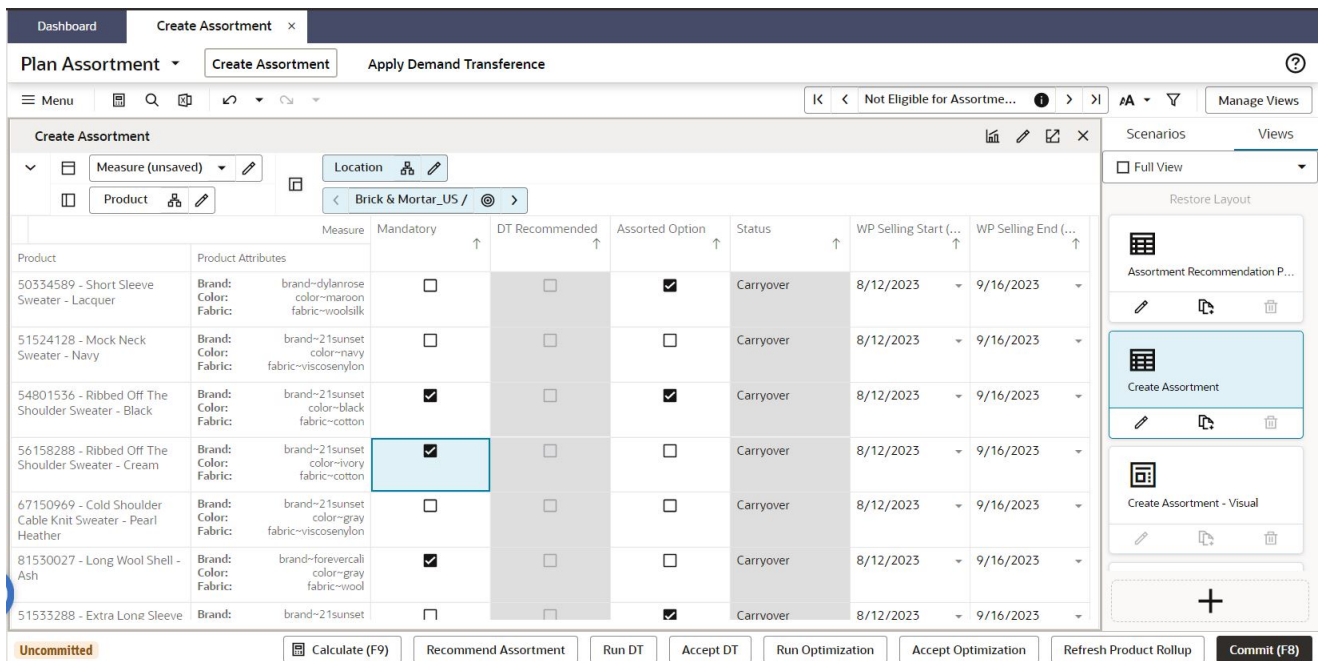 Dashboard
Create Assortment ×
Plan Assortment
Create Assortment
Apply Demand Transference
Menu
Not Eligible for Assortme...
Manage Views
Create Assortment
Scenarios
Views
Measure (unsaved)
Location
Full View
Product
Brick & Mortar_US /
Restore Layout
Measure
Mandatory
DT Recommended
Assorted Option
Status
WP Selling Start (...
WP Selling End (...
Product
Product Attributes
50334589 - Short Sleeve
Sweater - Lacquer
Brand: brand~dylanrose
Color: color~maroon
Fabric: fabric~woolsilk
Carryover
8/12/2023
9/16/2023
51524128 - Mock Neck
Sweater - Navy
Brand: brand~21sunset
Color: color~navy
Fabric: fabric~viscosenylon
Carryover
8/12/2023
9/16/2023
54801536 - Ribbed Off The
Shoulder Sweater - Black
Brand: brand~21sunset
Color: color~black
Fabric: fabric~cotton
Carryover
8/12/2023
9/16/2023
56158288 - Ribbed Off The
Shoulder Sweater - Cream
Brand: brand~21sunset
Color: color~ivory
Fabric: fabric~cotton
Carryover
8/12/2023
9/16/2023
67150969 - Cold Shoulder
Cable Knit Sweater - Pearl
Heather
Brand: brand~21sunset
Color: color~gray
Fabric: fabric~viscosenylon
Carryover
8/12/2023
9/16/2023
81530027 - Long Wool Shell -
Ash
Brand: brand~forevercali
Color: color~gray
Fabric: fabric~wool
Carryover
8/12/2023
9/16/2023
51533288 - Extra Long Sleeve
Brand: brand~21sunset
Carryover
8/12/2023
9/16/2023
Assortment Recommendation P...
Create Assortment
Create Assortment - Visual
Uncommitted
Calculate (F9)
Recommend Assortment
Run DT
Accept DT
Run Optimization
Accept Optimization
Refresh Product Rollup
Commit (F8)